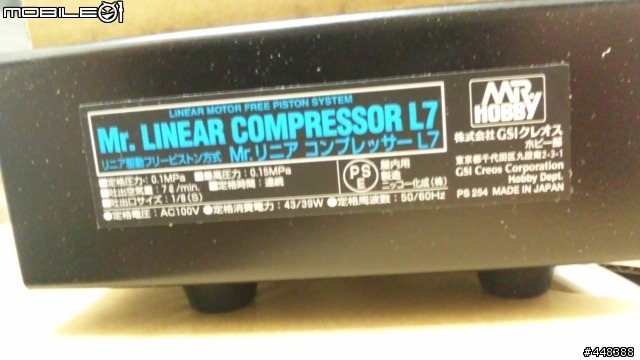 MOBILE01
LINEAR MOTOR FREE PISTON SYSTEM
Mr. LINEAR COMPRESSOR L7
リニア駆動フリーピストン方式 Mr.リニア コンプレッサー L7
■定格圧力：0.1MPa ■最高圧力：0.15MPa
■吐出空気量：7ℓ/min. ■定格時間：連続
■吐出口サイズ：1/8(S)
●定格電圧：AC100V ●定格消費電力：43/39W ●定格周波数：50/60Hz
PS
E
屋内用
製造
ニッコー化成(株)
MR.
HOBBY
株式会社GSIクレオス
ホビー部
東京都千代田区九段南2-3-1
GSI Creos Corporation
Hobby Dept.
PS 254 MADE IN JAPAN
#448388